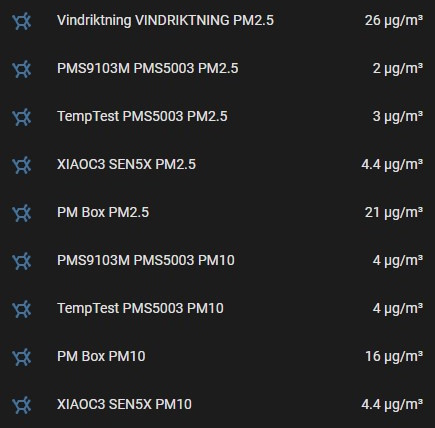 Vindriktning VINDRIKTNING PM2.5 26 µg/m³
PMS9103M PMS5003 PM2.5 2 µg/m³
TempTest PMS5003 PM2.5 3 µg/m³
XIAOC3 SEN5X PM2.5 4.4 µg/m³
PM Box PM2.5 21 µg/m³
PMS9103M PMS5003 PM10 4 µg/m³
TempTest PMS5003 PM10 4 µg/m³
PM Box PM10 16 µg/m³
XIAOC3 SEN5X PM10 4.4 µg/m³